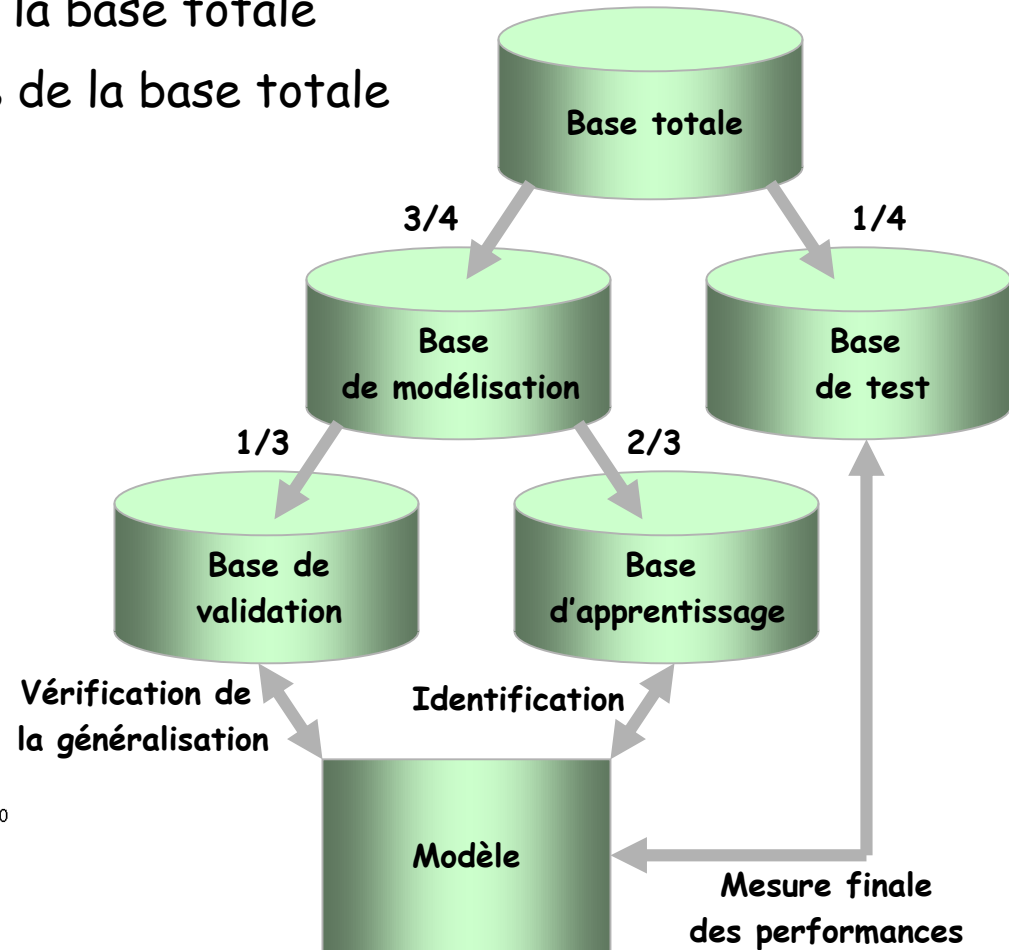 la base totale
de la base totale
Base totale
3/4
1/4
Base
de modélisation
Base
de test
1/3
2/3
Base de
validation
Base
d'apprentissage
Vérification de
la généralisation
Identification
0
Modèle
Mesure finale
des performances